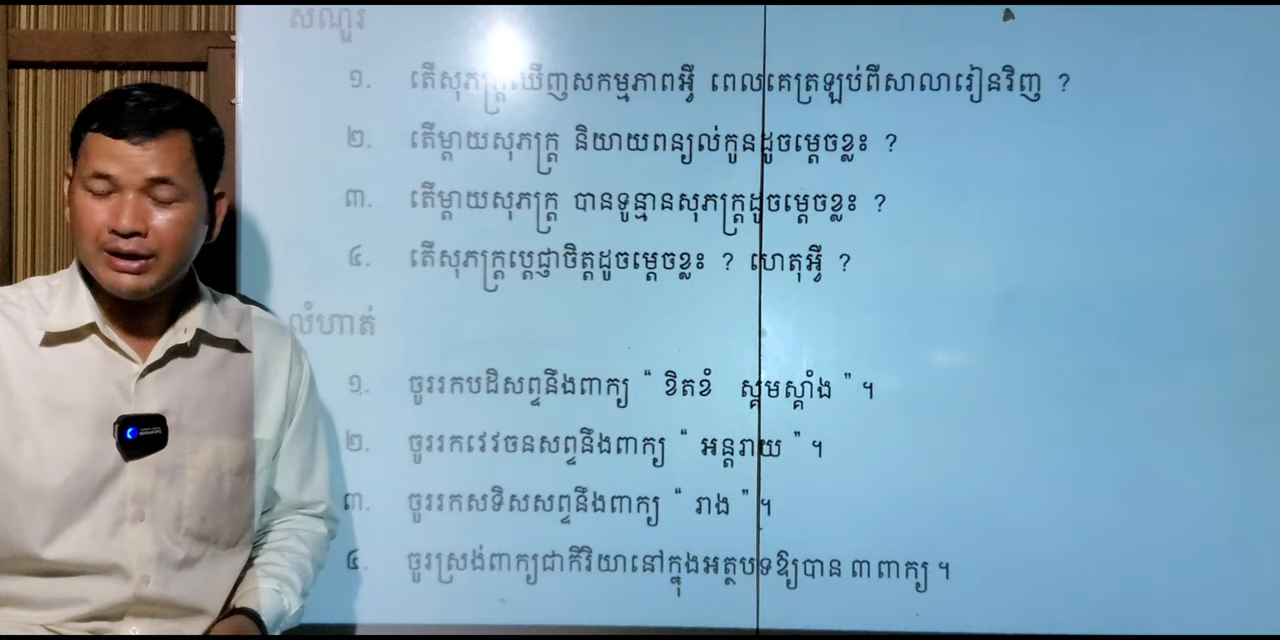 សំណួរ
១. តើសុភក្ត្រឃើញសកម្មភាពអ្វី ពេលគេត្រឡប់ពីសាលារៀនវិញ ?
២. តើម្ដាយសុភក្ត្រ និយាយពន្យល់កូនដូចម្ដេចខ្លះ ?
៣. តើម្ដាយសុភក្ត្រ បានទូន្មានសុភក្ត្រដូចម្ដេចខ្លះ ?
៤. តើសុភក្ត្រប្ដេជ្ញាចិត្តដូចម្ដេចខ្លះ ? ហេតុអ្វី ?
លំហាត់
១. ចូររកបដិសព្ទនឹងពាក្យ “ ខិតខំ ស្គមស្គាំង ” ។
២. ចូររកវេវចនសព្ទនឹងពាក្យ “ អន្តរាយ ” ។
៣. ចូររកសទិសសព្ទនឹងពាក្យ “ រាង ” ។
៤. ចូរស្រង់ពាក្យជាកិរិយានៅក្នុងអត្ថបទឱ្យបាន ៣ ពាក្យ ។